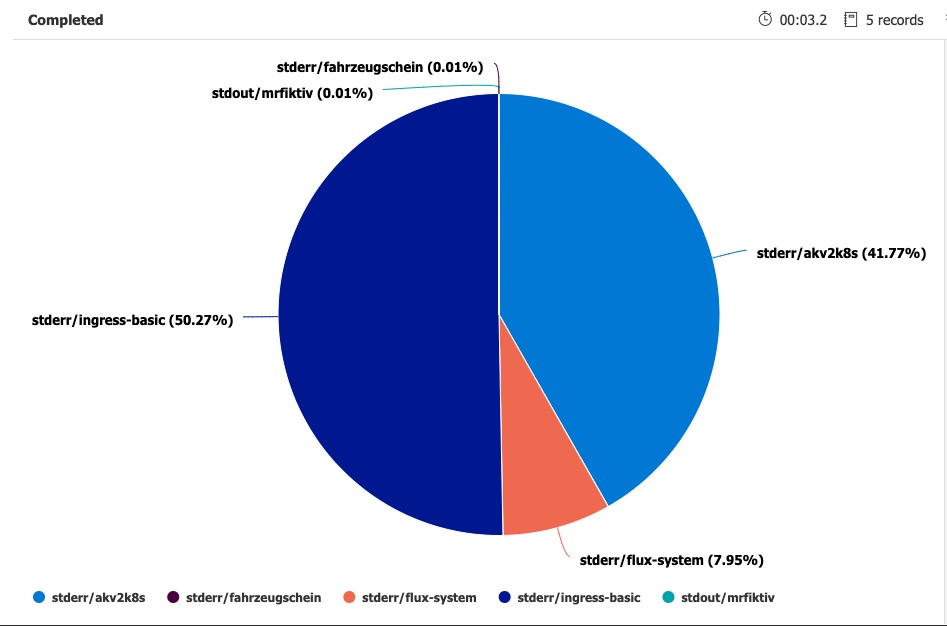 Completed
00:03.2
5 records
stderr/fahrzeugschein (0.01%)
stdout/mrfiktiv (0.01%)
stderr/akv2k8s (41.77%)
stderr/ingress-basic (50.27%)
stderr/flux-system (7.95%)
stderr/akv2k8s
stderr/fahrzeugschein
stderr/flux-system
stderr/ingress-basic
stdout/mrfiktiv